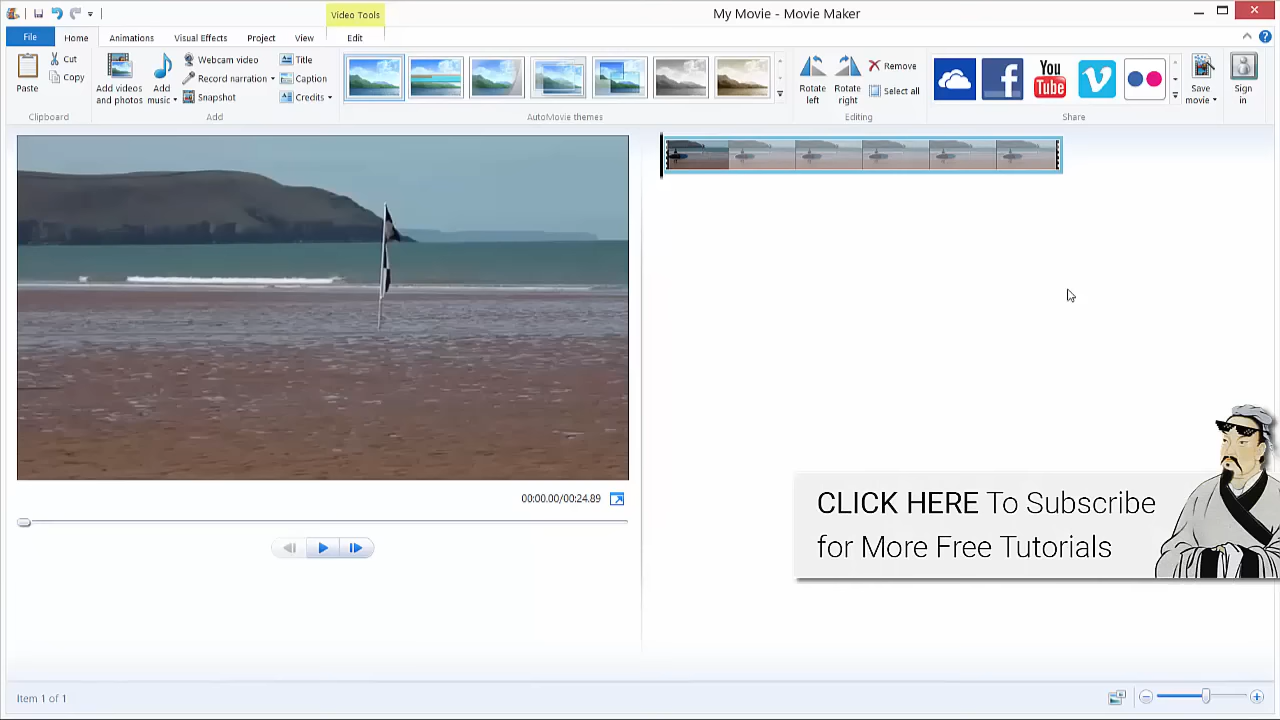 Video Tools
My Movie - Movie Maker
File
Home
Animations
Visual Effects
Project
View
Edit
Paste
Cut
Copy
Clipboard
Add videos
and photos
Add
music
Webcam video
Record narration
Snapshot
Title
Caption
Credits
Add
AutoMovie themes
Rotate
left
Rotate
right
Remove
Select all
Editing
You
Tube
Share
Save
movie
Sign
in
00:00.00/00:24.89
CLICK HERE To Subscribe
for More Free Tutorials
Item 1 of 1